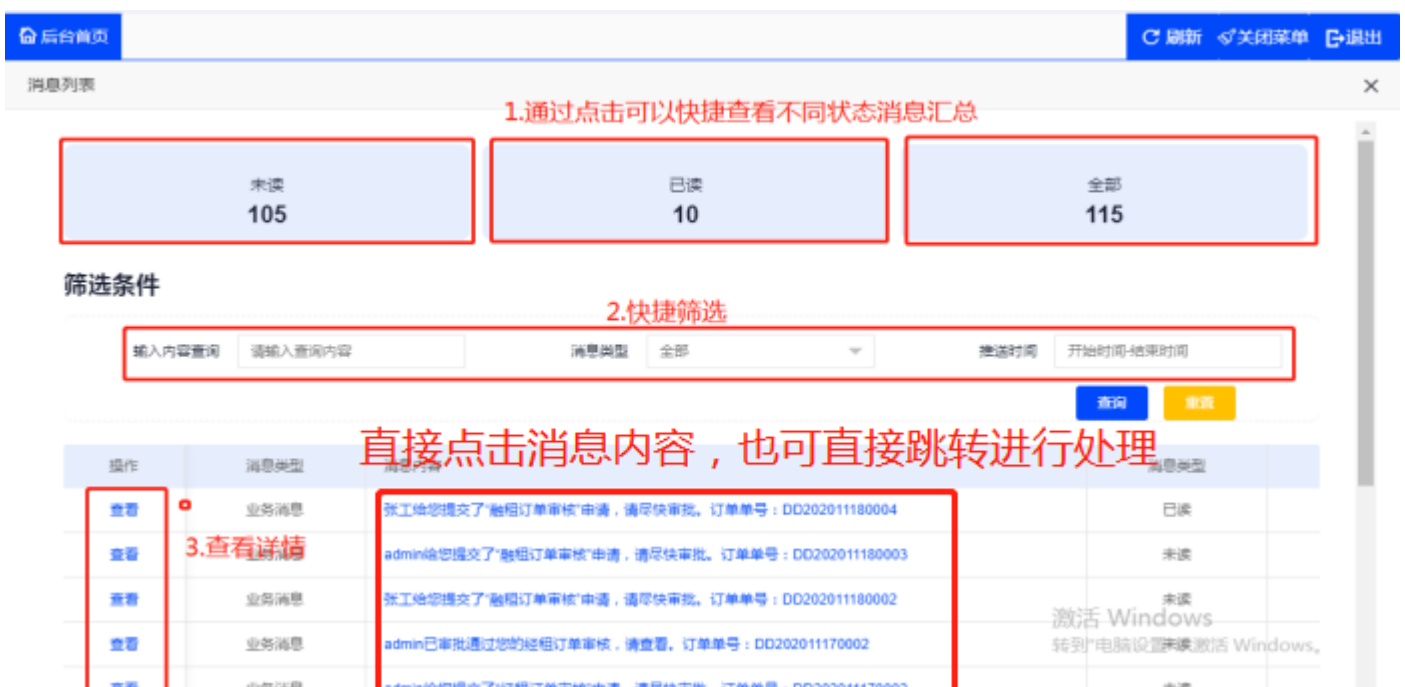 后台首页 刷新 关闭菜单 退出
消息列表
1.通过点击可以快捷查看不同状态消息汇总
未读 已读 全部
105 10 115
筛选条件
2.快捷筛选
输入内容查询 请输入查询内容 消息类型 全部 推送时间 开始时间-结束时间
查询 重置
直接点击消息内容，也可直接跳转进行处理
操作 消息类型 消息内容 消息类型
查看 业务消息 张工给您提交了"融租订单审核"申请，请尽快审批。订单单号：DD202011180004 已读
3.查看详情
查看 业务消息 admin给您提交了"融租订单审核"申请，请尽快审批。订单单号：DD202011180003 未读
查看 业务消息 张工给您提交了"融租订单审核"申请，请尽快审批。订单单号：DD202011180002 未读
激活 Windows
查看 业务消息 admin已审批通过您的经租订单审核，请查看。订单单号：DD202011170002 未读
转到"电脑设置"激活 Windows。